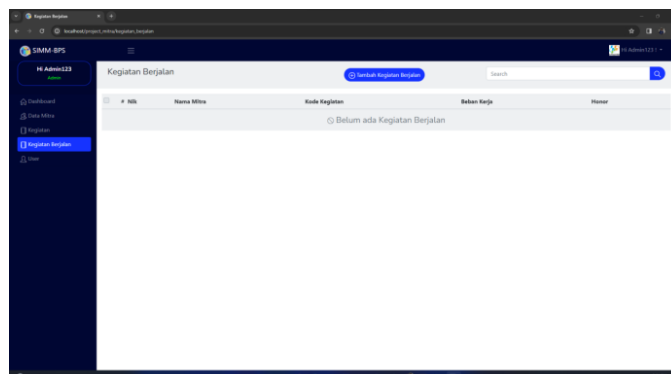 Kegiatan Berjalan
localhost/project_mitra/kegiatan_berjalan
SIMM-BPS
Hi Admin123 !
Hi Admin123
Admin
Kegiatan Berjalan
Tambah Kegiatan Berjalan
Search
Dashboard
Data Mitra
Kegiatan
Kegiatan Berjalan
User
# Nik Nama Mitra Kode Kegiatan Beban Kerja Honor
Belum ada Kegiatan Berjalan